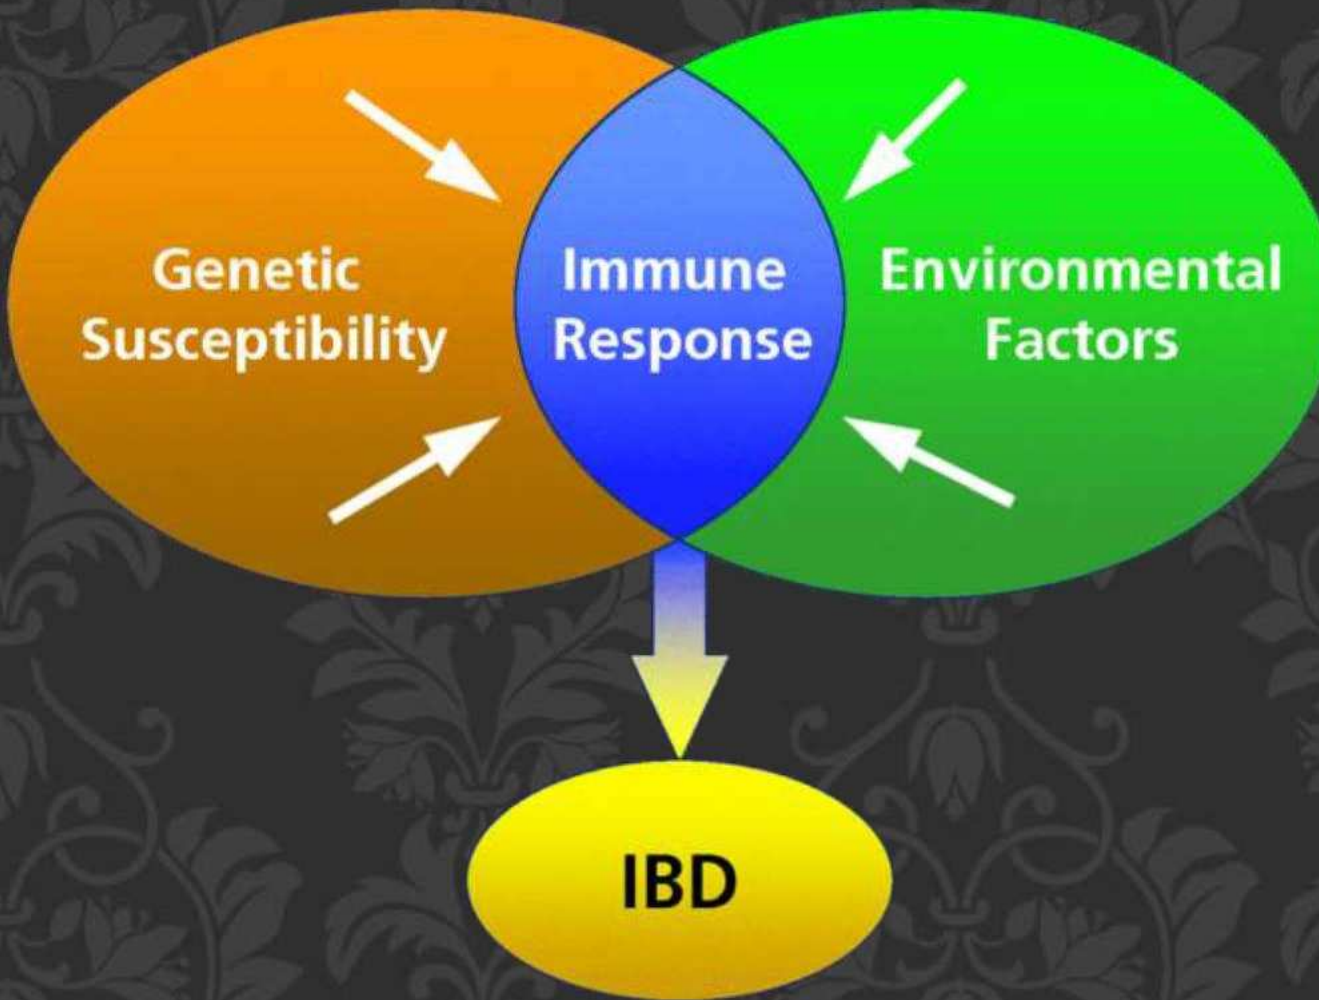 Genetic
Susceptibility
Immune
Response
Environmental
Factors
IBD